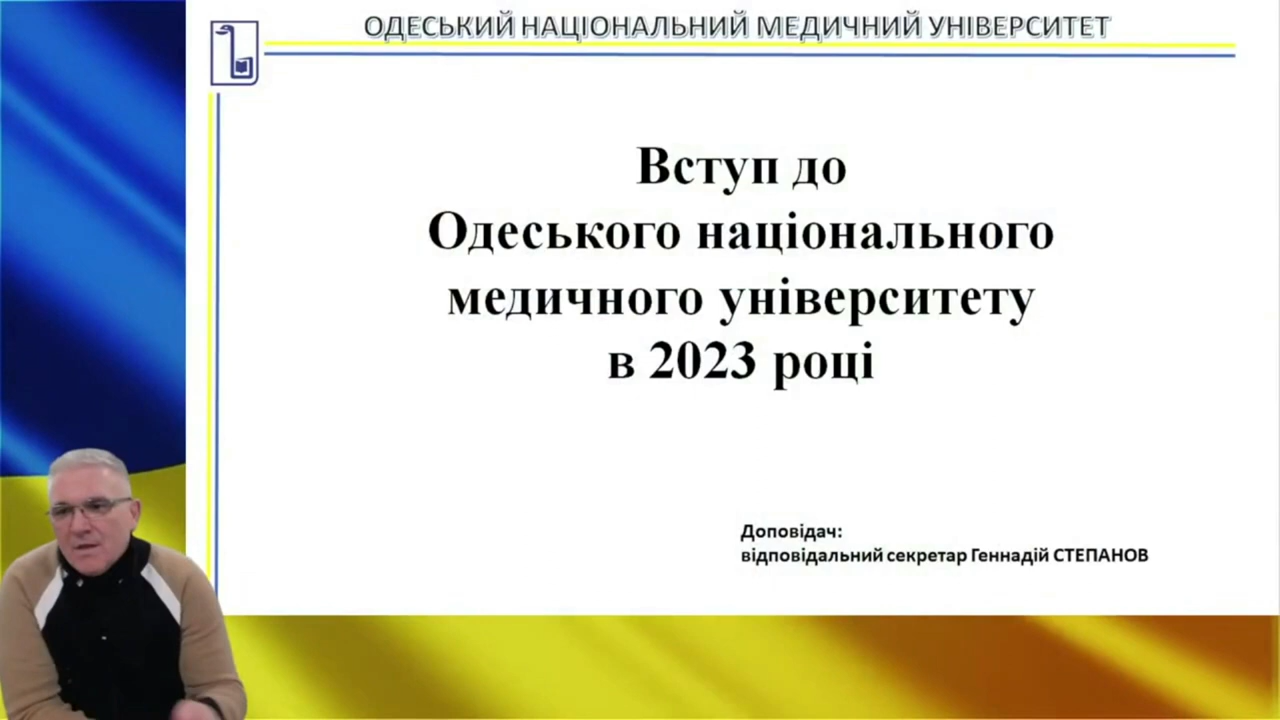 ОДЕСЬКИЙ НАЦІОНАЛЬНИЙ МЕДИЧНИЙ УНІВЕРСИТЕТ
Вступ до
Одеського національного
медичного університету
в 2023 році
Доповідач:
відповідальний секретар Геннадій СТЕПАНОВ